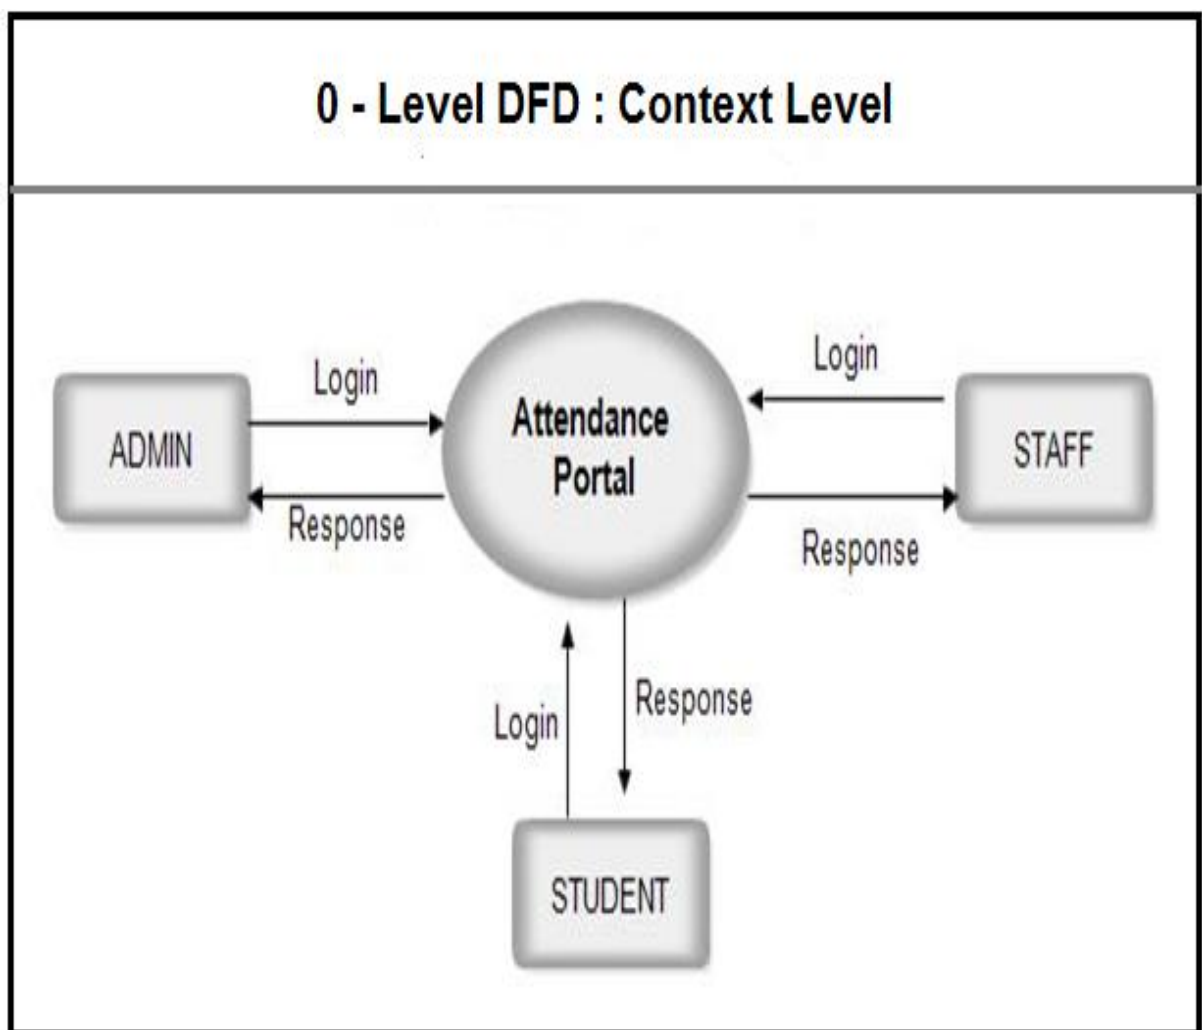 0 - Level DFD : Context Level
Login
Login
ADMIN
Attendance
Portal
STAFF
Response
Response
Login
Response
STUDENT